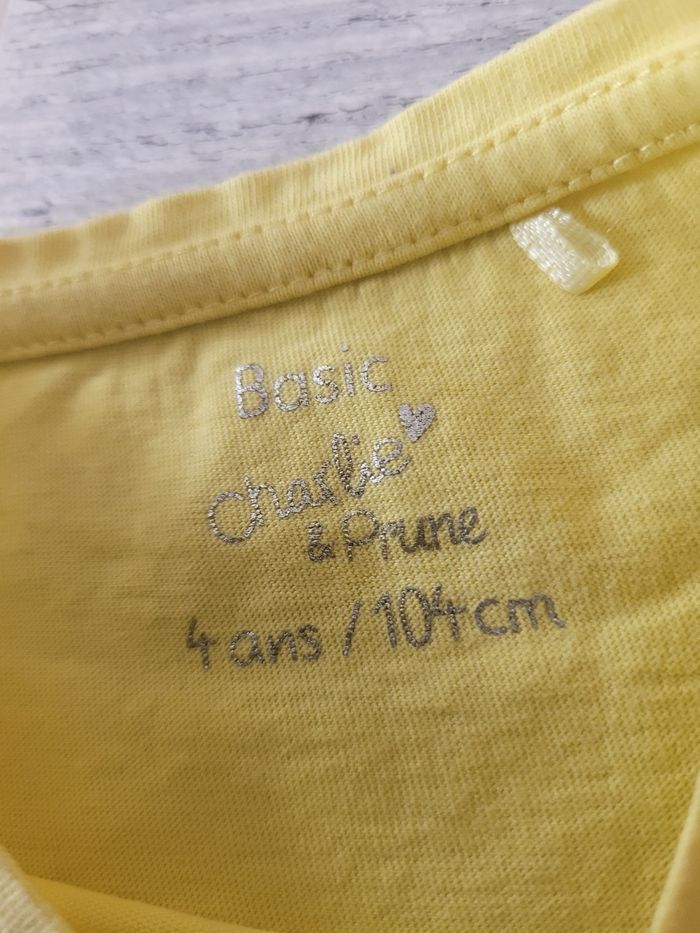 Basic
Charlie
& Prune
4 ans / 104 cm